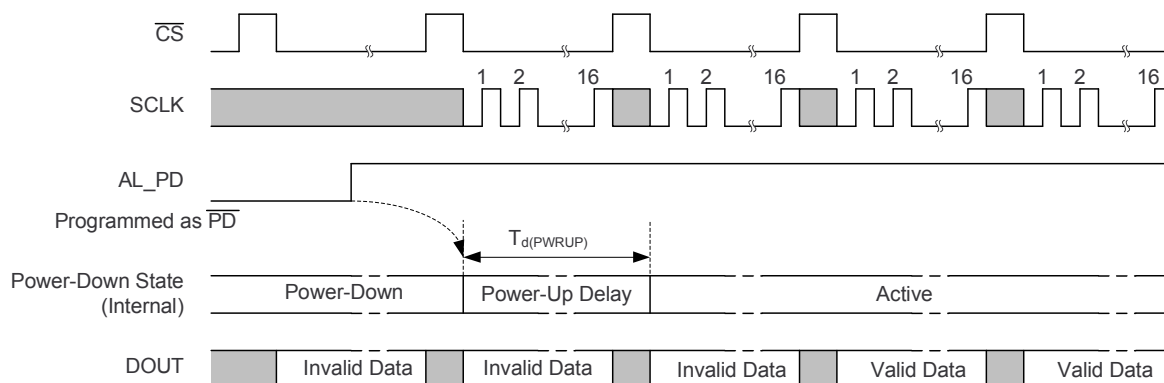 CS
1 2 16 1 2 16 1 2 16 1 2 16
SCLK
AL_PD
Programmed as PD
Td(PWRUP)
Power-Down State
(Internal)
Power-Down
Power-Up Delay
Active
DOUT
Invalid Data
Invalid Data
Invalid Data
Valid Data
Valid Data